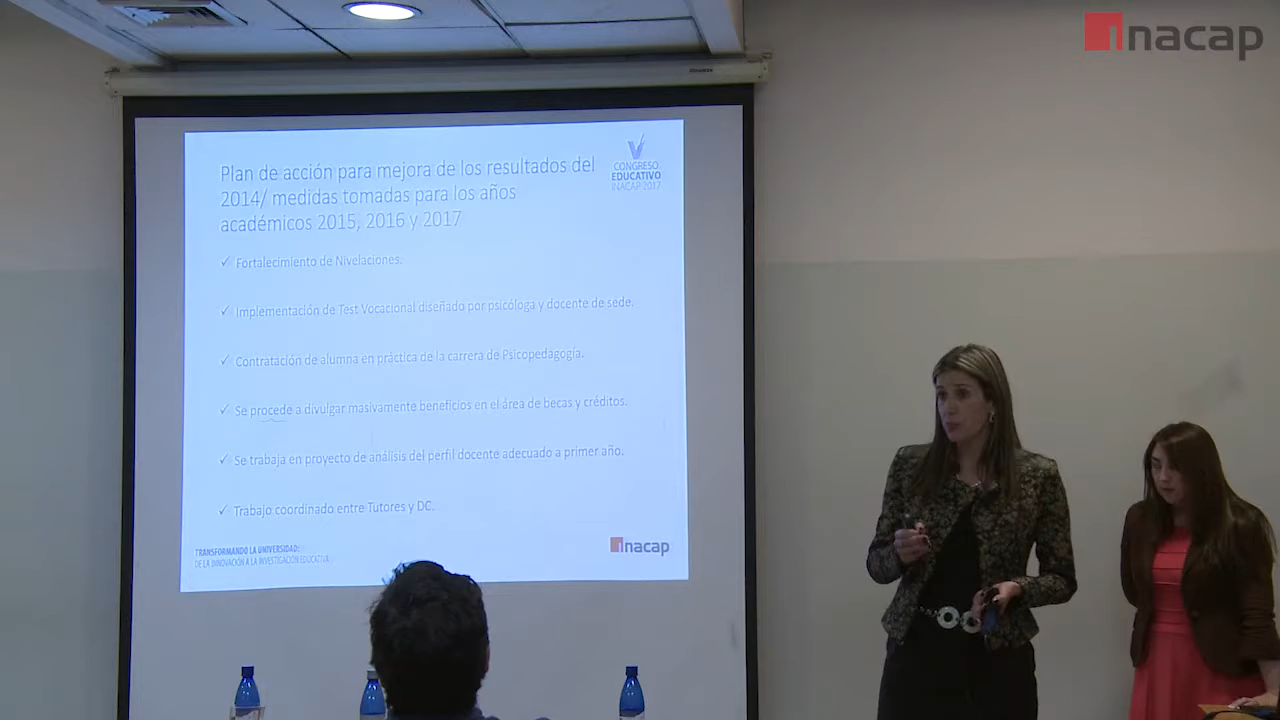 inacap
CONGRESO
EDUCATIVO
INACAP 2017
Plan de acción para mejora de los resultados del
2014/ medidas tomadas para los años
académicos 2015, 2016 y 2017
✓ Fortalecimiento de Nivelaciones.
✓ Implementación de Test Vocacional diseñado por psicóloga y docente de sede.
✓ Contratación de alumna en práctica de la carrera de Psicopedagogía.
✓ Se procede a divulgar masivamente beneficios en el área de becas y créditos.
✓ Se trabaja en proyecto de análisis del perfil docente adecuado a primer año.
✓ Trabajo coordinado entre Tutores y DC.
TRANSFORMANDO LA UNIVERSIDAD:
DE LA INNOVACIÓN A LA INVESTIGACIÓN EDUCATIVA
inacap